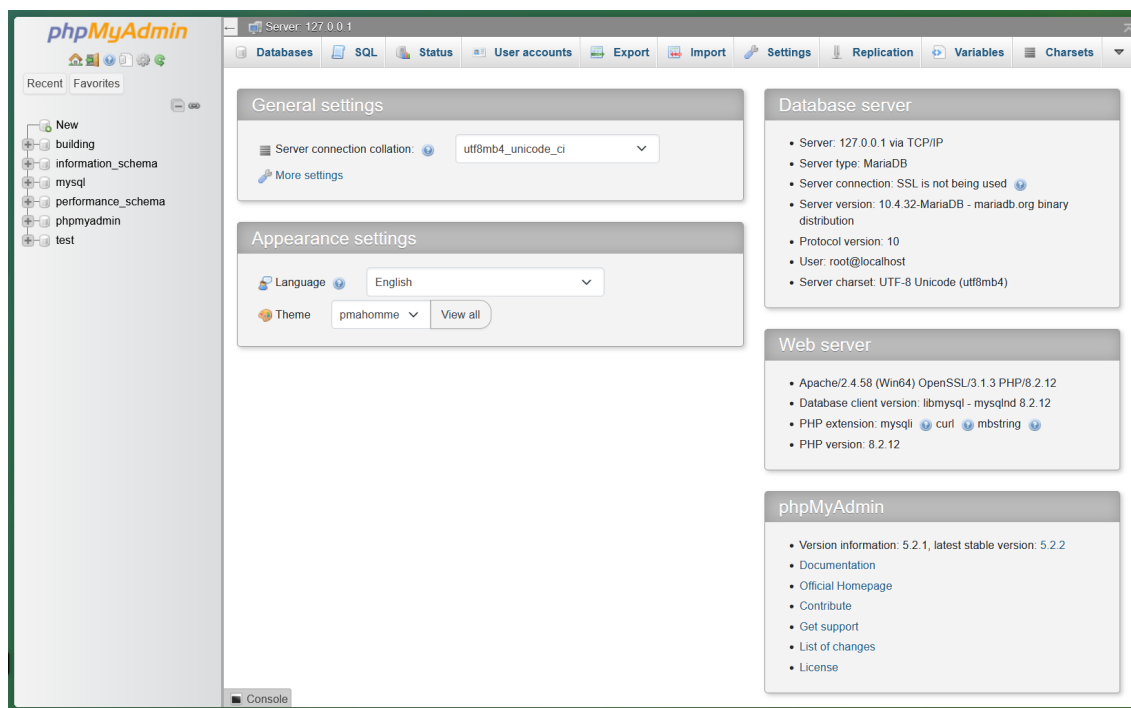 phpMyAdmin
Recent Favorites
New
building
information_schema
mysql
performance_schema
phpmyadmin
test
Server: 127.0.0.1
Databases SQL Status User accounts Export Import Settings Replication Variables Charsets
General settings
Server connection collation: utf8mb4_unicode_ci
More settings
Appearance settings
Language English
Theme pmahomme View all
Database server
Server: 127.0.0.1 via TCP/IP
Server type: MariaDB
Server connection: SSL is not being used
Server version: 10.4.32-MariaDB - mariadb.org binary
distribution
Protocol version: 10
User: root@localhost
Server charset: UTF-8 Unicode (utf8mb4)
Web server
Apache/2.4.58 (Win64) OpenSSL/3.1.3 PHP/8.2.12
Database client version: libmysql - mysqlnd 8.2.12
PHP extension: mysqli curl mbstring
PHP version: 8.2.12
phpMyAdmin
Version information: 5.2.1, latest stable version: 5.2.2
Documentation
Official Homepage
Contribute
Get support
List of changes
License
Console